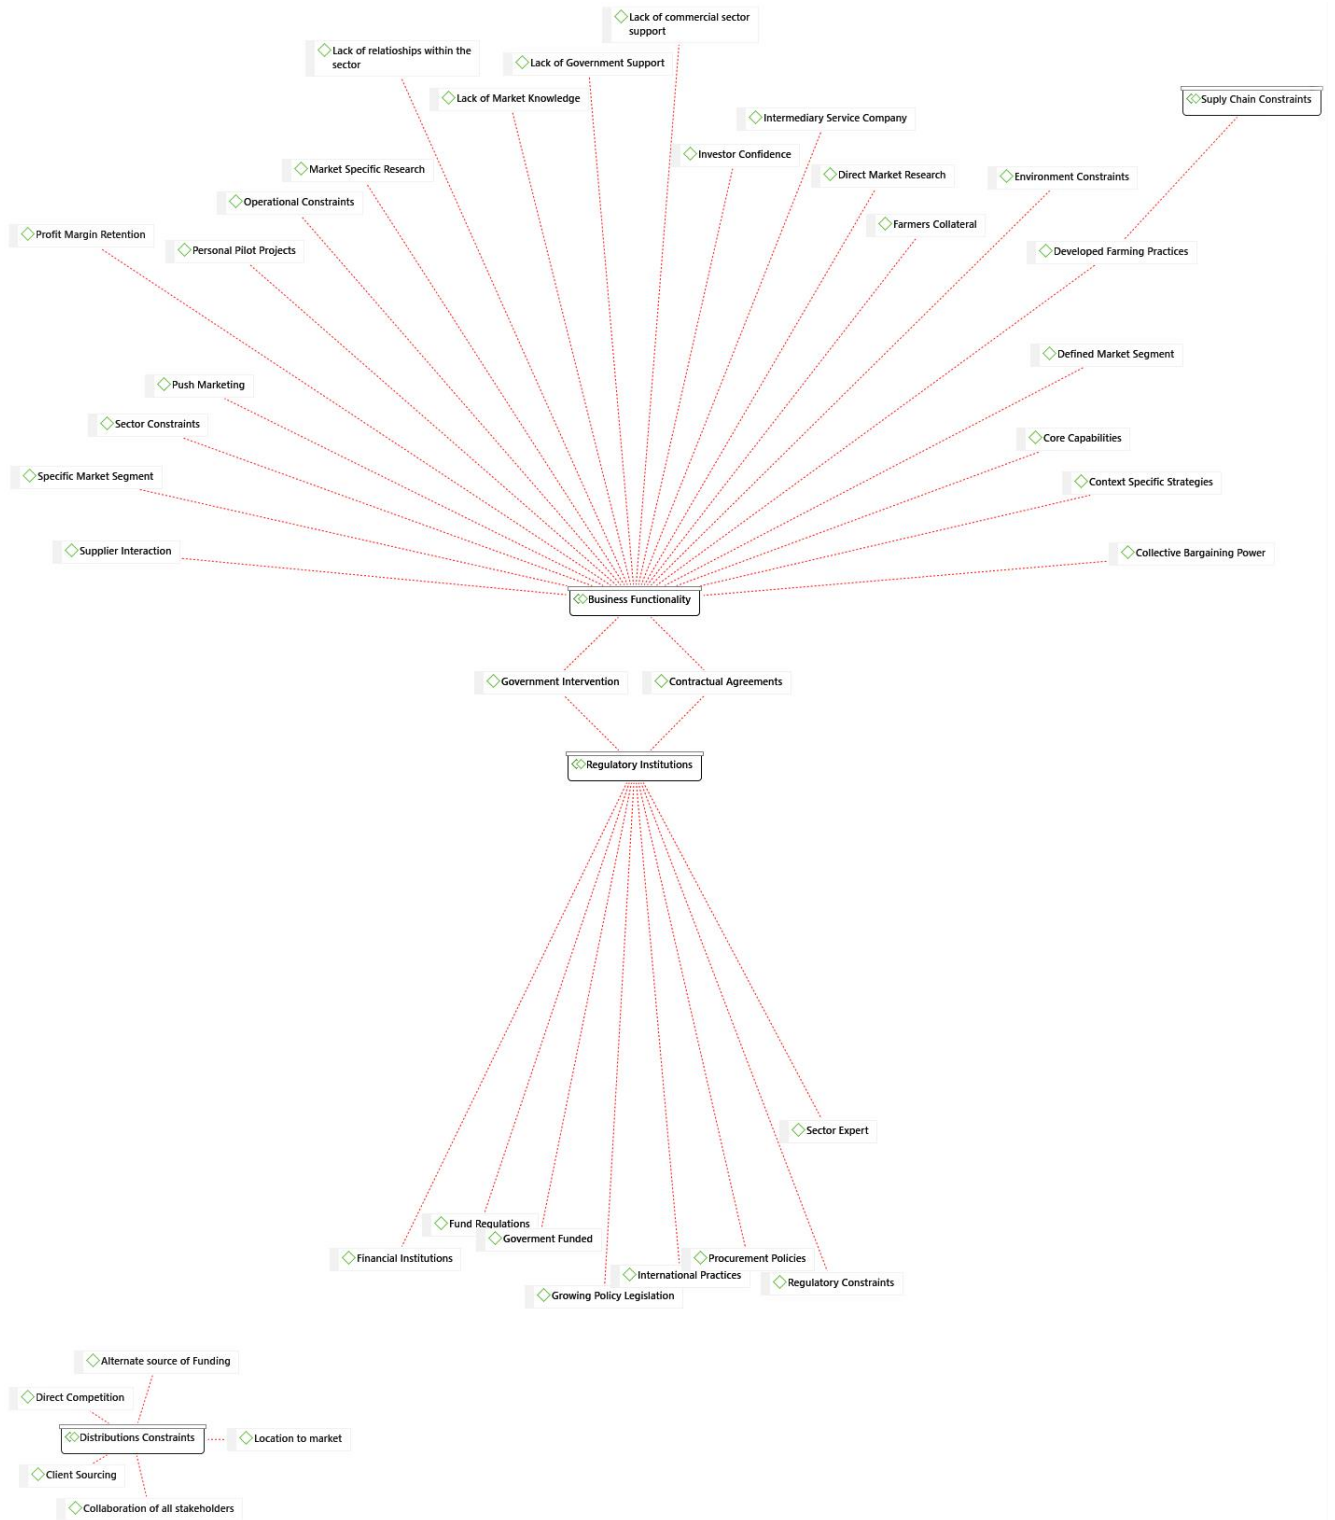 Lack of commercial sector
support
Lack of relatioships within the
sector
Lack of Government Support
Lack of Market Knowledge
Suply Chain Constraints
Intermediary Service Company
Investor Confidence
Market Specific Research
Direct Market Research
Environment Constraints
Operational Constraints
Farmers Collateral
Profit Margin Retention
Personal Pilot Projects
Developed Farming Practices
Defined Market Segment
Push Marketing
Sector Constraints
Core Capabilities
Specific Market Segment
Context Specific Strategies
Supplier Interaction
Collective Bargaining Power
Business Functionality
Government Intervention
Contractual Agreements
Regulatory Institutions
Sector Expert
Fund Regulations
Goverment Funded
Financial Institutions
Procurement Policies
International Practices
Regulatory Constraints
Growing Policy Legislation
Alternate source of Funding
Direct Competition
Distributions Constraints
Location to market
Client Sourcing
Collaboration of all stakeholders